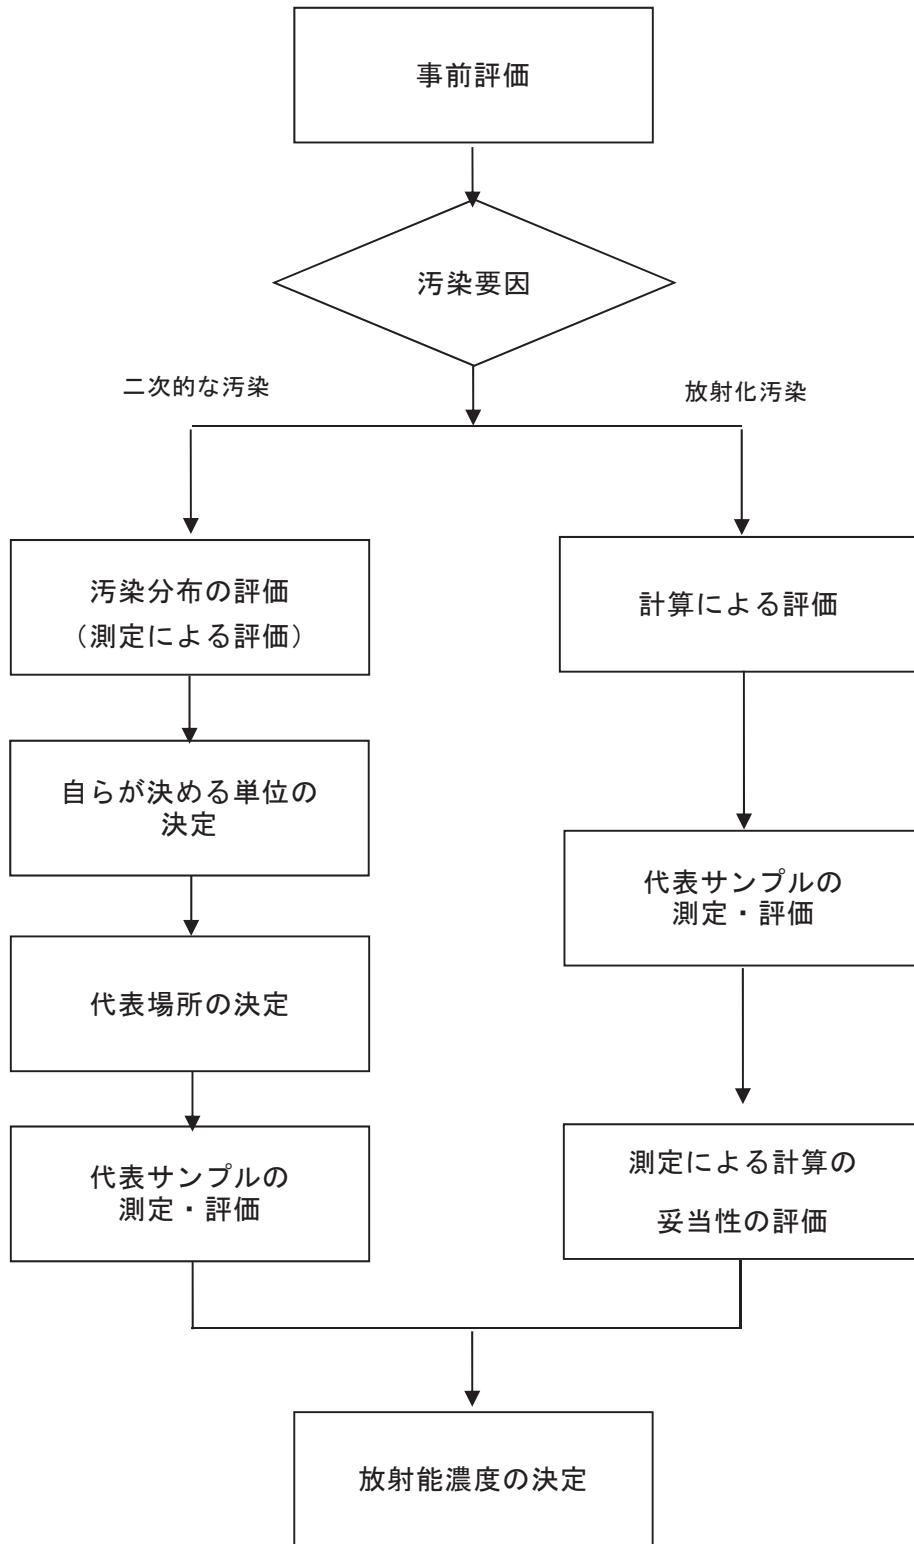 事前評価
汚染要因
二次的な汚染
放射化汚染
汚染分布の評価
（測定による評価）
自らが決める単位の
決定
代表場所の決定
代表サンプルの
測定・評価
計算による評価
代表サンプルの
測定・評価
測定による計算の
妥当性の評価
放射能濃度の決定